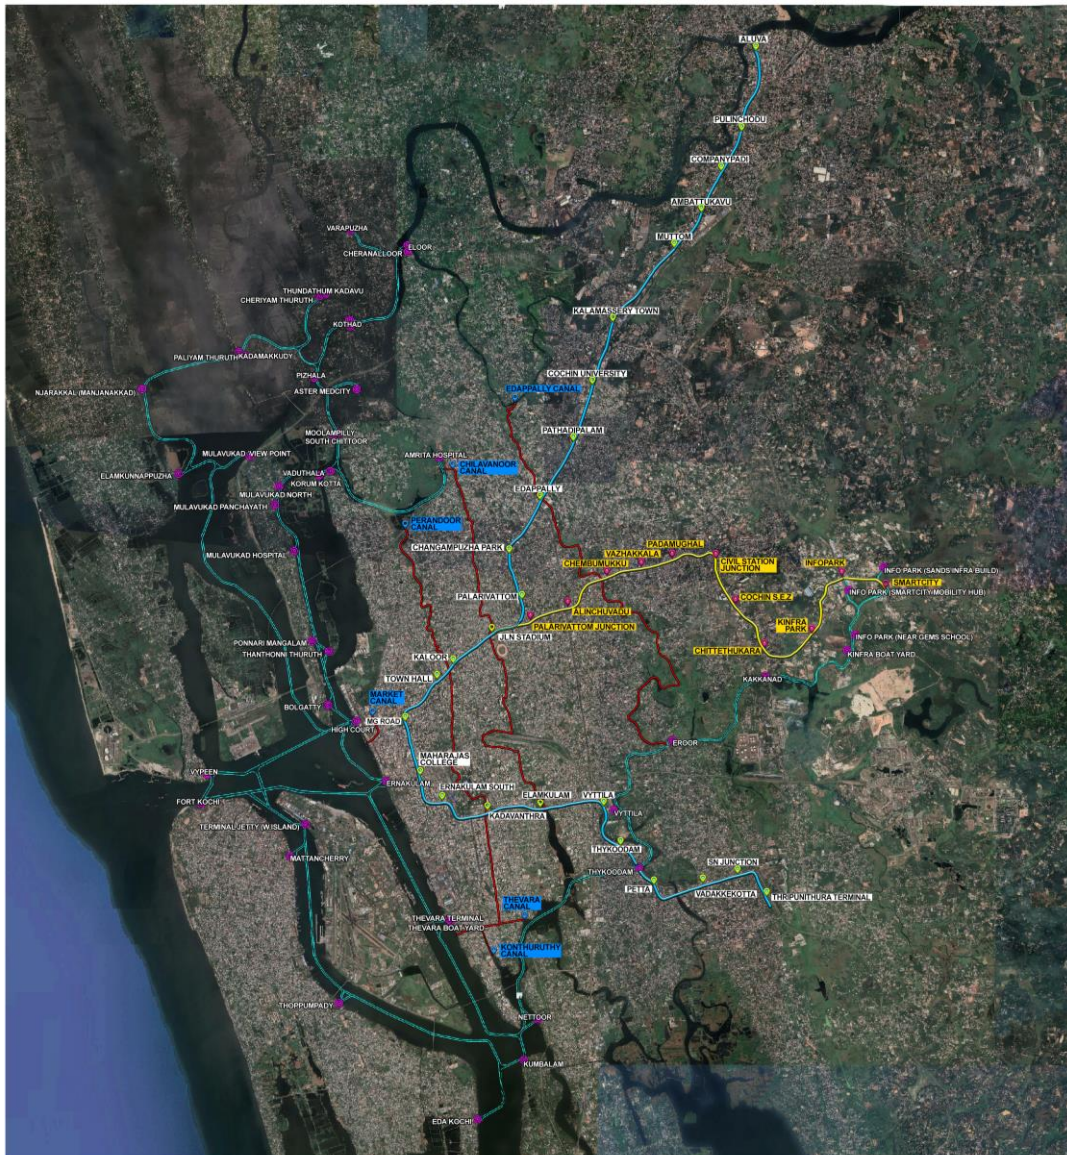 ALUVA
PULINCHODU
COMPANYPADI
AMBATTUKAVU
VARAPUZHA
MUTTOM
ELOOR
CHERANALLOOR
THUNDATHUM KADAVU
CHERIYAM THURUTH
KALAMASSERY TOWN
KOTHAD
PALIYAM THURUTH
KADAMAKKUDY
PIZHALA
COCHIN UNIVERSITY
NJARAKKAL (MANJANAKKAD)
ASTER MEDCITY
EDAPPALLY CANAL
MOOLAMPILLY
SOUTH CHITTOOR
PATHADIPALAM
MULAVUKAD VIEW POINT
AMRITA HOSPITAL
CHILAVANOOR
CANAL
ELAMKUNNAPPUZHA
VADUTHALA
KORUM KOTTA
EDAPPALLY
MULAVUKAD NORTH
MULAVUKAD PANCHAYATH
PERANDOOR
CANAL
MULAVUKAD HOSPITAL
CHANGAMPUZHA PARK
PADAMUGHAL
VAZHAKKALA
CHEMBUMUKKU
CIVIL STATION
JUNCTION
INFOPARK
INFO PARK (SANDS INFRA BUILD)
SMARTCITY
INFO PARK (SMARTCITY-MOBILITY HUB)
PALARIVATTOM
COCHIN S.E.Z
ALINCHUVADU
PALARIVATTOM JUNCTION
KINFRA
PARK
JLN STADIUM
INFO PARK (NEAR GEMS SCHOOL)
PONNARI MANGALAM
THANTHONNI THURUTH
CHITTETHUKARA
KINFRA BOAT YARD
KALOOR
TOWN HALL
KAKKANAD
MARKET
CANAL
BOLGATTY
HIGH COURT
MG ROAD
EROOR
MAHARAJAS
COLLEGE
VYPEEN
ERNAKULAM
ERNAKULAM SOUTH
ELAMKULAM
VYTTILA
FORT KOCHI
KADAVANTHRA
VYTTILA
TERMINAL JETTY (W.ISLAND)
THYKOODAM
MATTANCHERRY
THYKOODAM
SN JUNCTION
PETTA
VADAKKEKOTTA
THRIPUNITHURA TERMINAL
THEVARA
CANAL
THEVARA TERMINAL
THEVARA BOAT YARD
KONTHURUTHY
CANAL
THOPPUMPADY
NETTOOR
KUMBALAM
EDA KOCHI